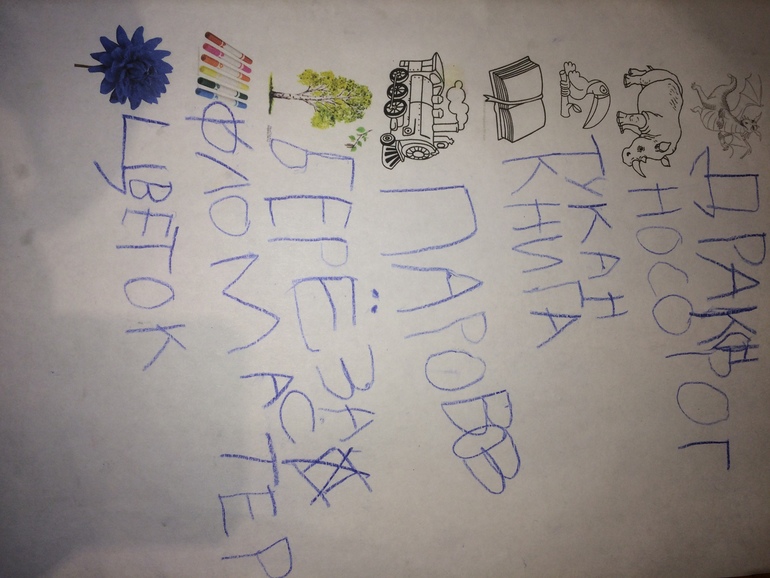 ДРАКОН
НОСОРОГ
ТУКАН
КНИГА
ПАРОВОВ
БЕРЁЗА
ФЛОМАСТЕР
ЦВЕТОК